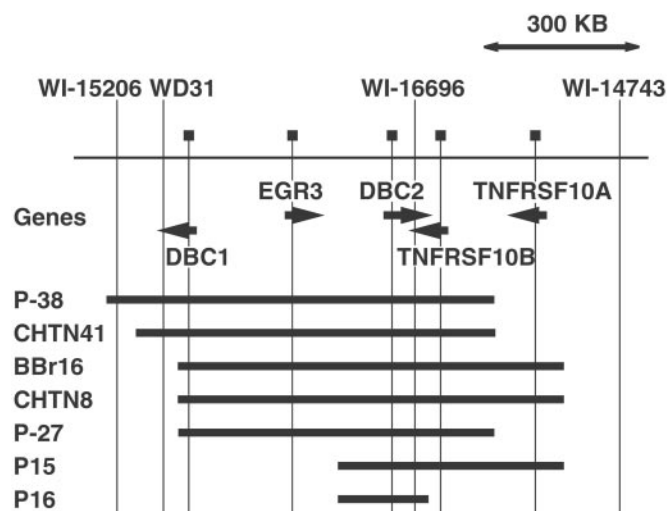 300 KB
WI-15206 WD31 WI-16696 WI-14743
EGR3 DBC2 TNFRSF10A
Genes
DBC1 TNFRSF10B
P-38
CHTN41
BBr16
CHTN8
P-27
P15
P16